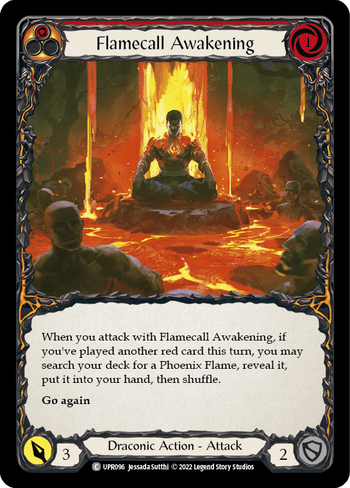 Flamecall Awakening
1
When you attack with Flamecall Awakening, if
you've played another red card this turn, you may
search your deck for a Phoenix Flame, reveal it,
put it into your hand, then shuffle.
Go again
3
Draconic Action - Attack
2
C UPR096 Jessada Sutthi © 2022 Legend Story Studios